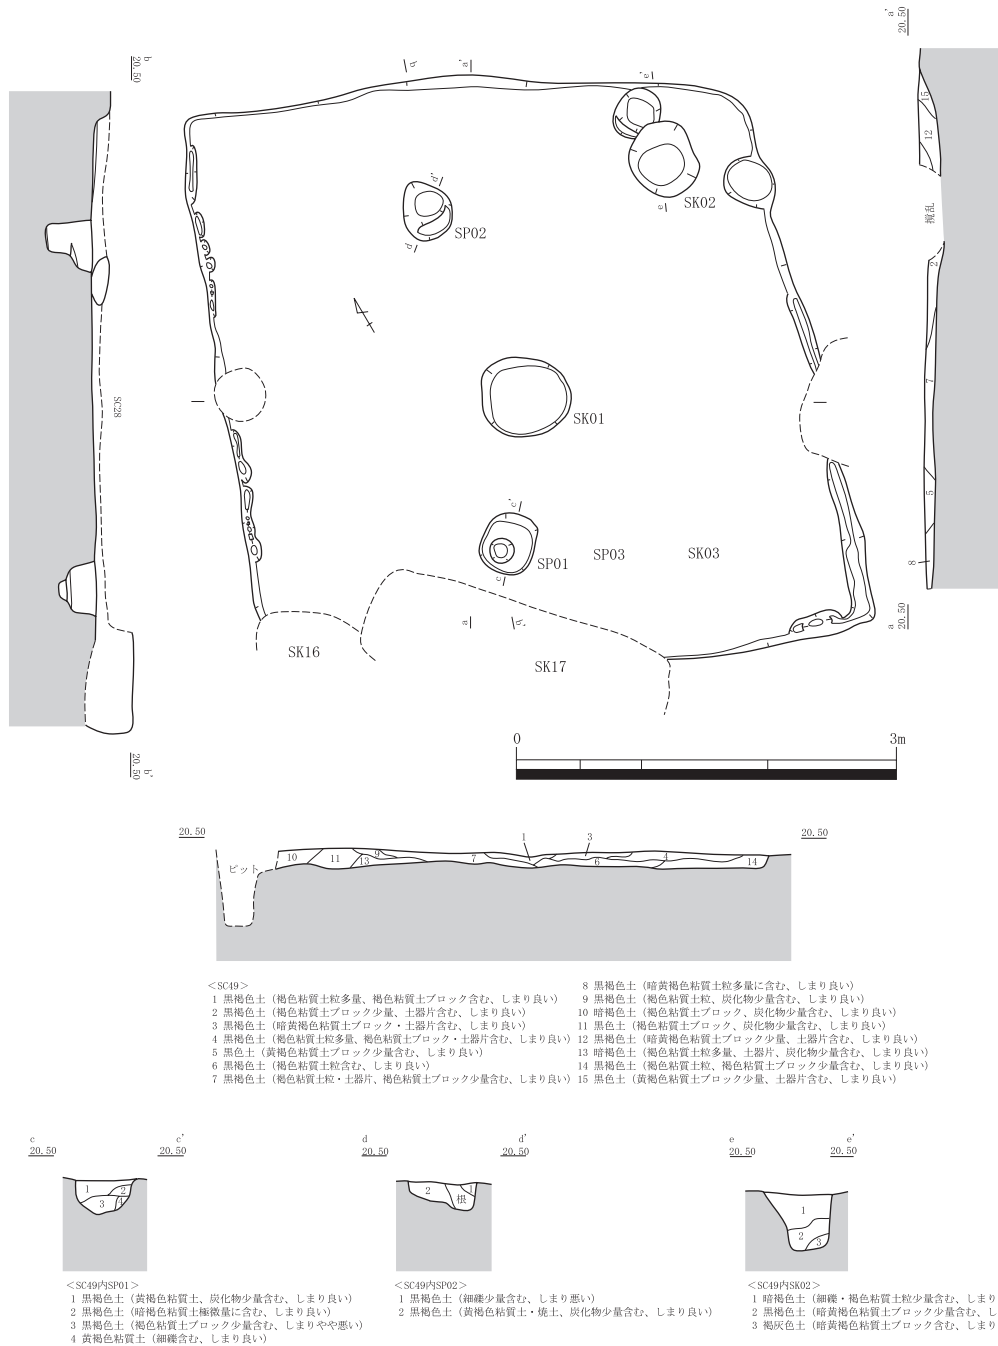 b
20.50
b
a'
e'
a'
20.50
15
12
SK02
e
d'
SP02
d
撹乱
2
SC28
SK01
7
5
c'
SP01
SP03
SK03
c
8
a
b'
a
20.50
SK16
SK17
0
3m
20.50
b'
20.50
20.50
1
3
ピット
10
11
13
9
7
6
4
14
＜SC49＞
1 黒褐色土（褐色粘質土粒多量、褐色粘質土ブロック含む、しまり良い）
2 黒褐色土（褐色粘質土ブロック少量、土器片含む、しまり良い）
3 黒褐色土（暗黄褐色粘質土ブロック・土器片含む、しまり良い）
4 黒褐色土（褐色粘質土粒多量、褐色粘質土ブロック・土器片含む、しまり良い）
5 黒色土（黄褐色粘質土ブロック少量含む、しまり良い）
6 黒褐色土（褐色粘質土粒含む、しまり良い）
7 黒褐色土（褐色粘質土粒・土器片、褐色粘質土ブロック少量含む、しまり良い）
8 黒褐色土（暗黄褐色粘質土粒多量に含む、しまり良い）
9 黒褐色土（褐色粘質土粒、炭化物少量含む、しまり良い）
10 暗褐色土（褐色粘質土ブロック、炭化物少量含む、しまり良い）
11 黒色土（褐色粘質土ブロック、炭化物少量含む、しまり良い）
12 黒褐色土（暗黄褐色粘質土ブロック少量、土器片含む、しまり良い）
13 暗褐色土（褐色粘質土粒多量、土器片、炭化物少量含む、しまり良い）
14 黒褐色土（褐色粘質土粒、褐色粘質土ブロック少量含む、しまり良い）
15 黒色土（黄褐色粘質土ブロック少量、土器片含む、しまり良い）
c
20.50
c'
20.50
1
2
3
4
＜SC49内SP01＞
1 黒褐色土（黄褐色粘質土、炭化物少量含む、しまり良い）
2 黒褐色土（暗褐色粘質土極微量に含む、しまり良い）
3 黒褐色土（褐色粘質土ブロック少量含む、しまりやや悪い）
4 黄褐色粘質土（細礫含む、しまり良い）
d
20.50
d'
20.50
2
1
根
＜SC49内SP02＞
1 黒褐色土（細礫少量含む、しまり悪い）
2 黒褐色土（黄褐色粘質土・焼土、炭化物少量含む、しまり良い）
e
20.50
e'
20.50
1
2
3
＜SC49内SK02＞
1 暗褐色土（細礫・褐色粘質土粒少量含む、しまり
2 黒褐色土（暗黄褐色粘質土ブロック少量含む、し
3 褐灰色土（暗黄褐色粘質土ブロック少量含む、しまり